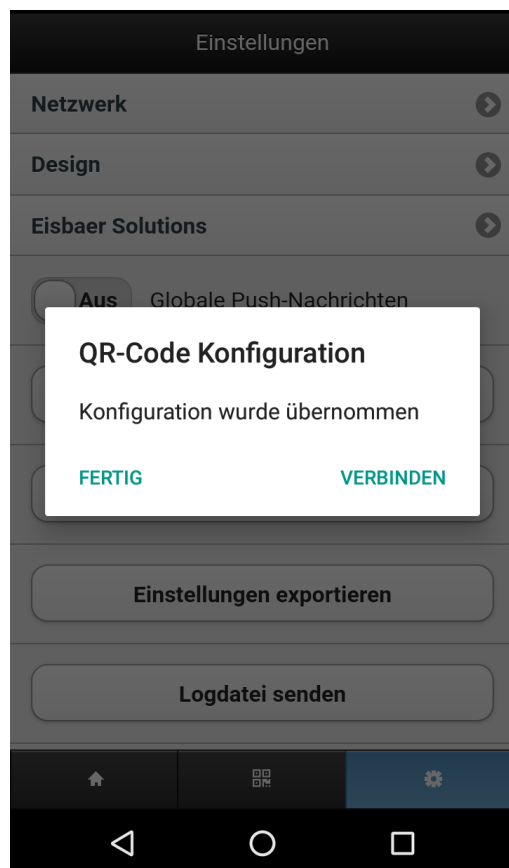 Einstellungen
Netzwerk
Design
Eisbaer Solutions
Aus Globale Push-Nachrichten
QR-Code Konfiguration
Konfiguration wurde übernommen
FERTIG VERBINDEN
Einstellungen exportieren
Logdatei senden